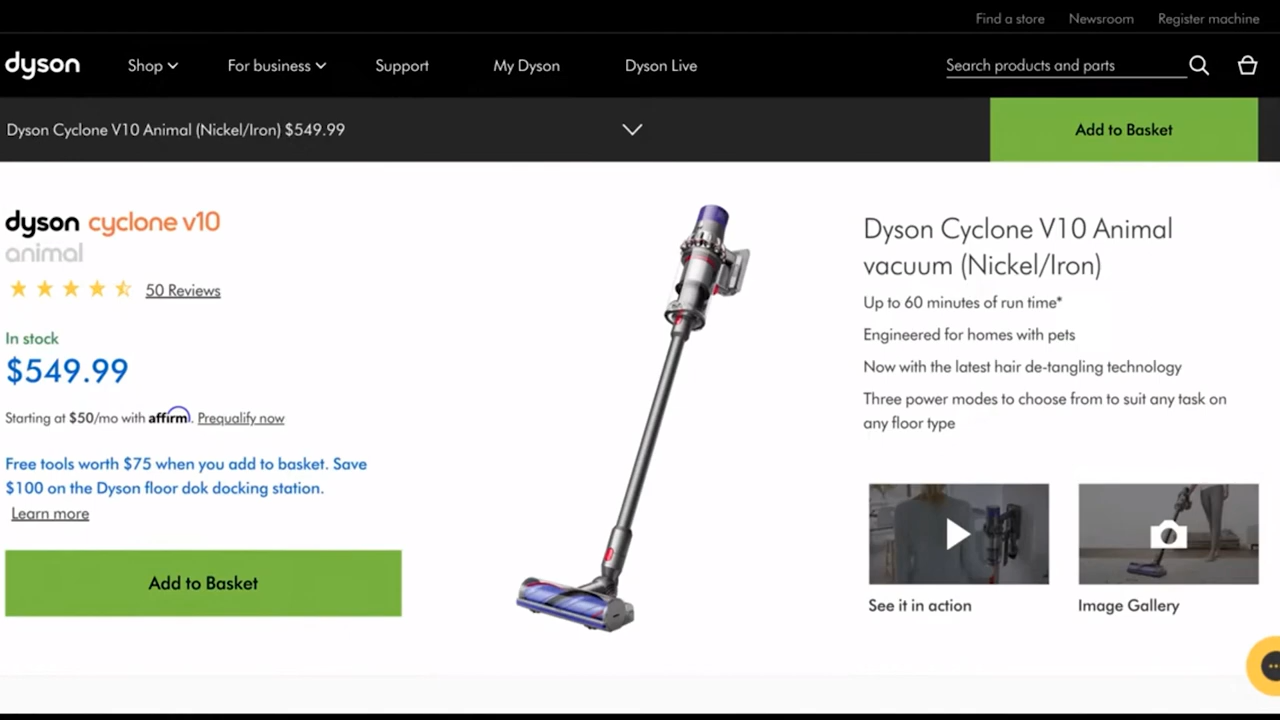 Find a store Newsroom Register machine
dyson Shop For business Support My Dyson Dyson Live Search products and parts
Dyson Cyclone V10 Animal (Nickel/Iron) $549.99 Add to Basket
dyson cyclone v10
animal
50 Reviews
In stock
$549.99
Starting at $50/mo with affirm. Prequalify now
Free tools worth $75 when you add to basket. Save
$100 on the Dyson floor dok docking station.
Learn more
Add to Basket
Dyson Cyclone V10 Animal
vacuum (Nickel/Iron)
Up to 60 minutes of run time*
Engineered for homes with pets
Now with the latest hair de-tangling technology
Three power modes to choose from to suit any task on
any floor type
See it in action Image Gallery